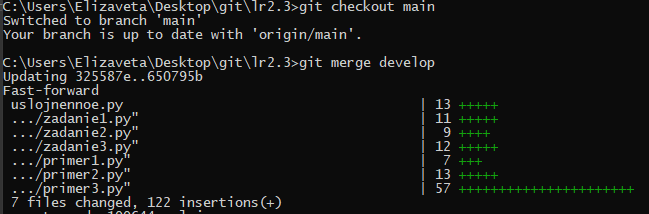 C:\Users\Elizaveta\Desktop\git\lr2.3>git checkout main
Switched to branch 'main'
Your branch is up to date with 'origin/main'.
C:\Users\Elizaveta\Desktop\git\lr2.3>git merge develop
Updating 325587e..650795b
Fast-forward
uslojnennoe.py | 13 +++++
.../zadanie1.py" | 11 +++++
.../zadanie2.py" | 9 ++++
.../zadanie3.py" | 12 +++++
.../primer1.py" | 7 +++
.../primer2.py" | 13 +++++
.../primer3.py" | 57 ++++++++++++++++++++++
7 files changed, 122 insertions(+)